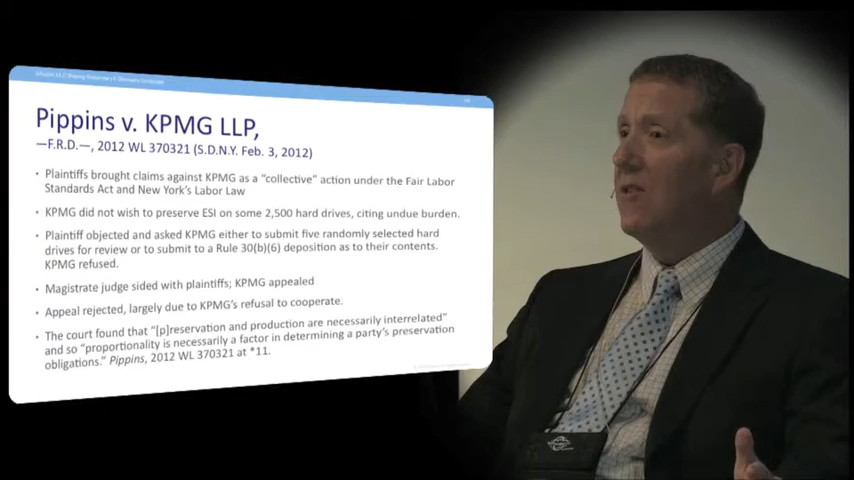 Pippins v. KPMG LLP,
—F.R.D.—, 2012 WL 370321 (S.D.N.Y. Feb. 3, 2012)
• Plaintiffs brought claims against KPMG as a "collective" action under the Fair Labor
Standards Act and New York's Labor Law
• KPMG did not wish to preserve ESI on some 2,500 hard drives, citing undue burden.
• Plaintiff objected and asked KPMG either to submit five randomly selected hard
drives for review or to submit to a Rule 30(b)(6) deposition as to their contents.
KPMG refused.
• Magistrate judge sided with plaintiffs; KPMG appealed
• Appeal rejected, largely due to KPMG's refusal to cooperate.
• The court found that "[p]reservation and production are necessarily interrelated"
and so "proportionality is necessarily a factor in determining a party's preservation
obligations." Pippins, 2012 WL 370321 at *11.